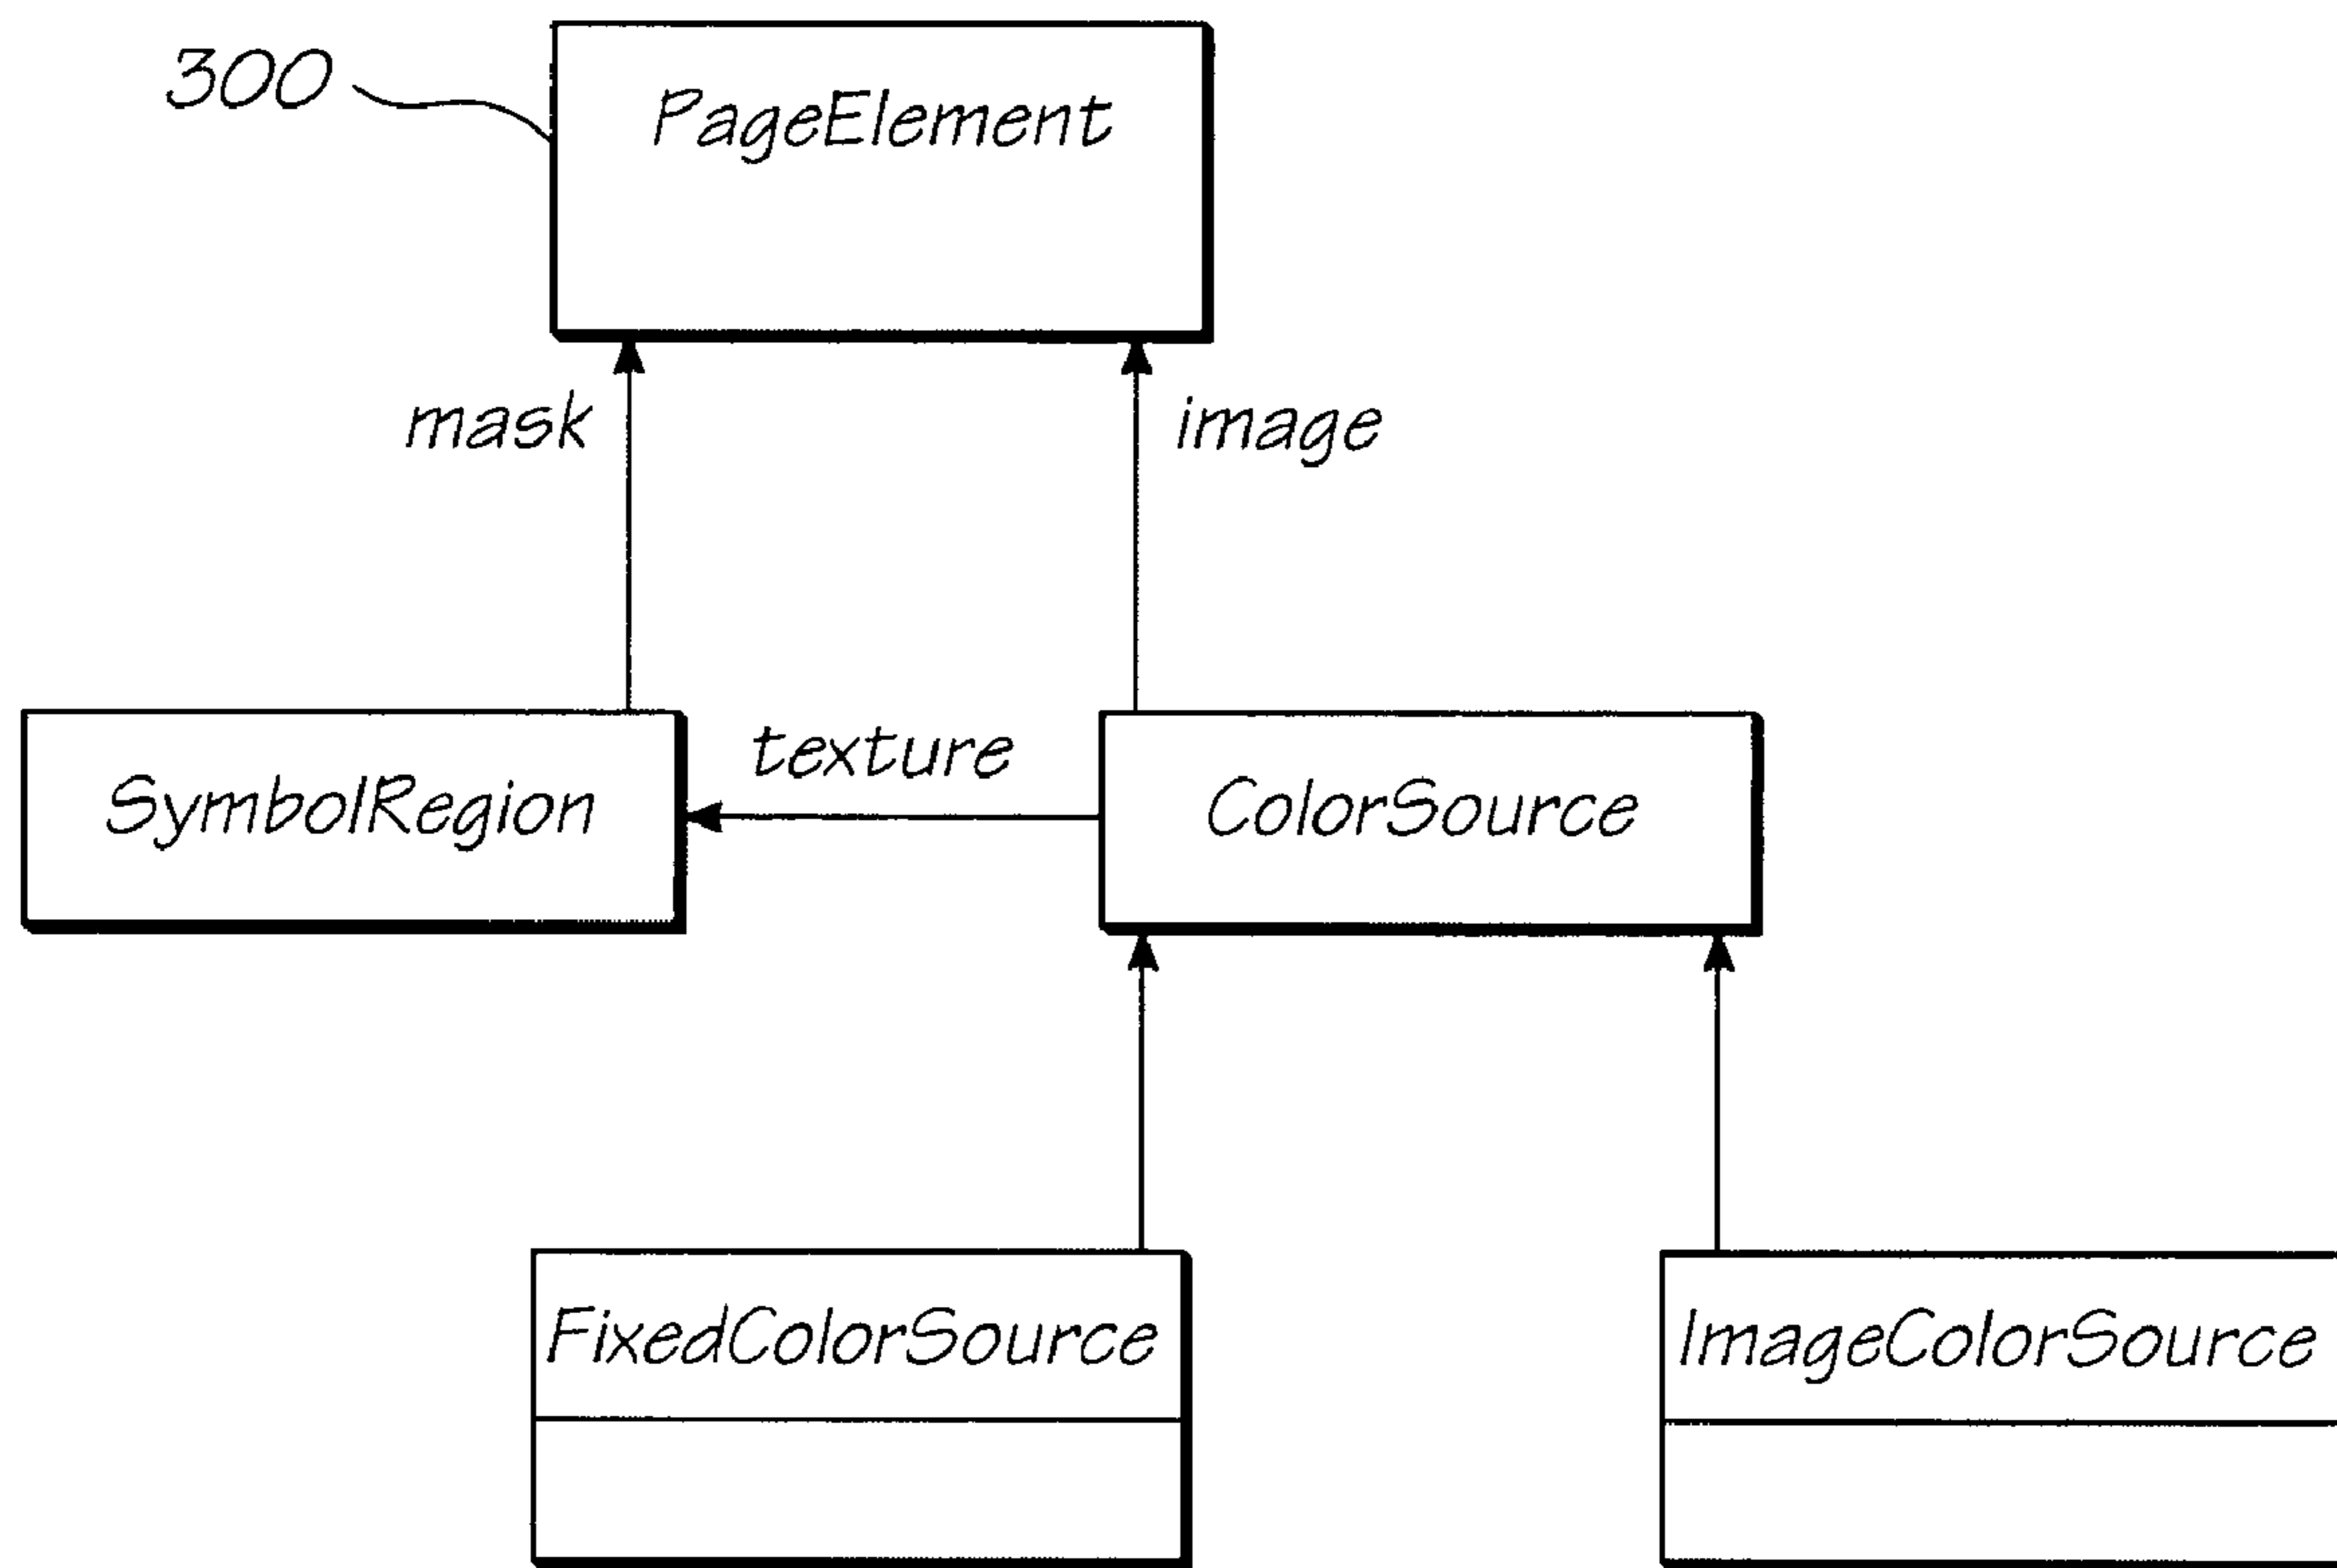 300
PageElement
mask
image
texture
SymbolRegion
ColorSource
FixedColorSource
ImageColorSource